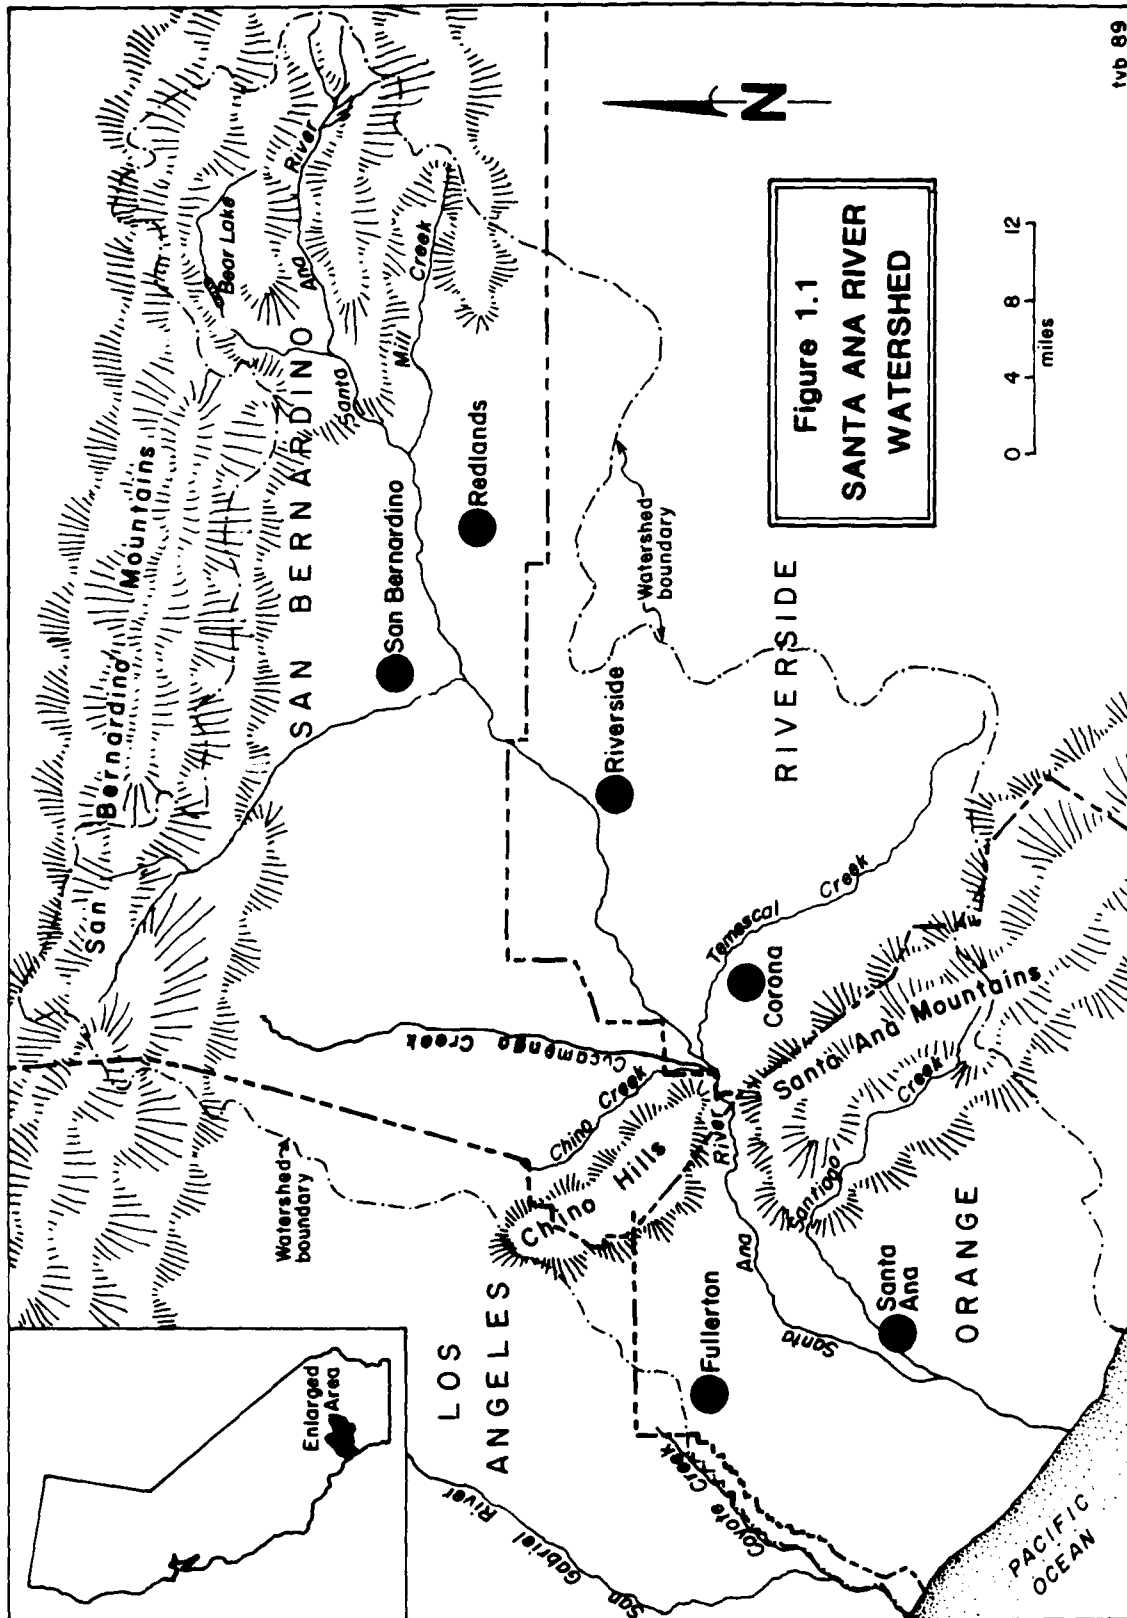 Enlarged
Area
LOS
ANGELES
San Gabriel River
Coyote Creek
PACIFIC
OCEAN
Fullerton
Santa
Ana
ORANGE
Santa Ana River
Santiago Creek
Santa Ana Mountains
Chino Hills
Chino Creek
Cucamonga Creek
Watershed
boundary
Corona
Temescal Creek
Riverside
RIVERSIDE
Watershed
boundary
San Bernardino Mountains
SAN BERNARDINO
San Bernardino
Redlands
Mill Creek
Santa Ana River
Bear Lake
N
Figure 1.1
SANTA ANA RIVER
WATERSHED
0 4 8 12
miles
tvb 89